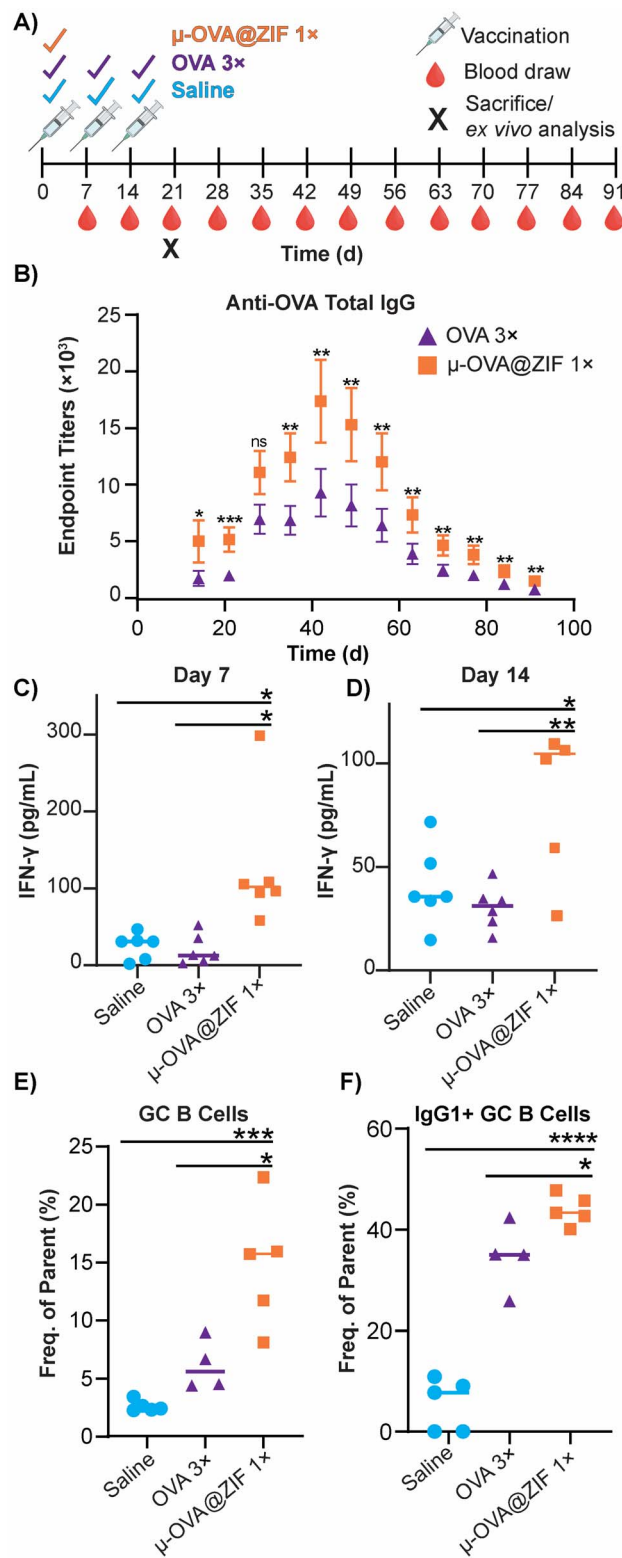 A)
μ-OVA@ZIF 1×
OVA 3×
Saline
Vaccination
Blood draw
X Sacrifice/
ex vivo analysis
0 7 14 21 28 35 42 49 56 63 70 77 84 91
X
Time (d)
B)
Anti-OVA Total IgG
OVA 3×
μ-OVA@ZIF 1×
Endpoint Titers (×10³)
25
20
15
10
5
0
* *** ns ** ** ** ** ** ** ** ** **
0 20 40 60 80 100
Time (d)
C)
Day 7
*
*
IFN-γ (pg/mL)
300
200
100
0
Saline
OVA 3×
μ-OVA@ZIF 1×
D)
Day 14
*
**
IFN-γ (pg/mL)
100
50
0
Saline
OVA 3×
μ-OVA@ZIF 1×
E)
GC B Cells
***
*
Freq. of Parent (%)
25
20
15
10
5
0
Saline
OVA 3×
μ-OVA@ZIF 1×
F)
IgG1+ GC B Cells
****
*
Freq. of Parent (%)
60
40
20
0
Saline
OVA 3×
μ-OVA@ZIF 1×